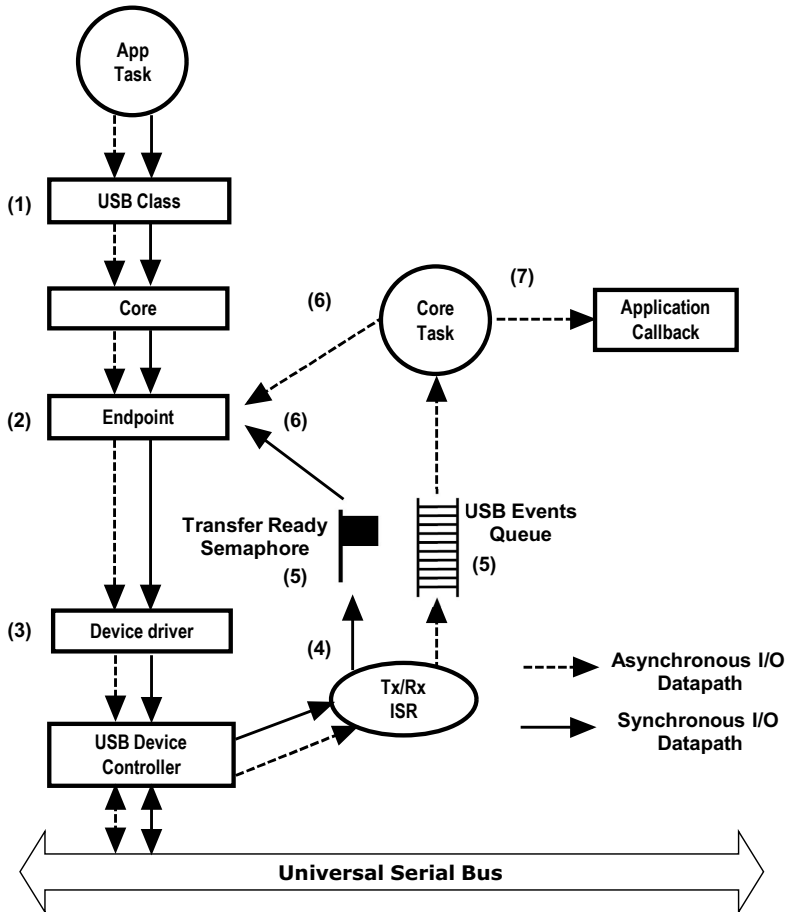 App
Task
(1)
USB Class
Core
(6)
Core
Task
(7)
Application
Callback
(2)
Endpoint
(6)
Transfer Ready
Semaphore
(5)
USB Events
Queue
(5)
(3)
Device driver
(4)
Tx/Rx
ISR
Asynchronous I/O
Datapath
USB Device
Controller
Synchronous I/O
Datapath
Universal Serial Bus